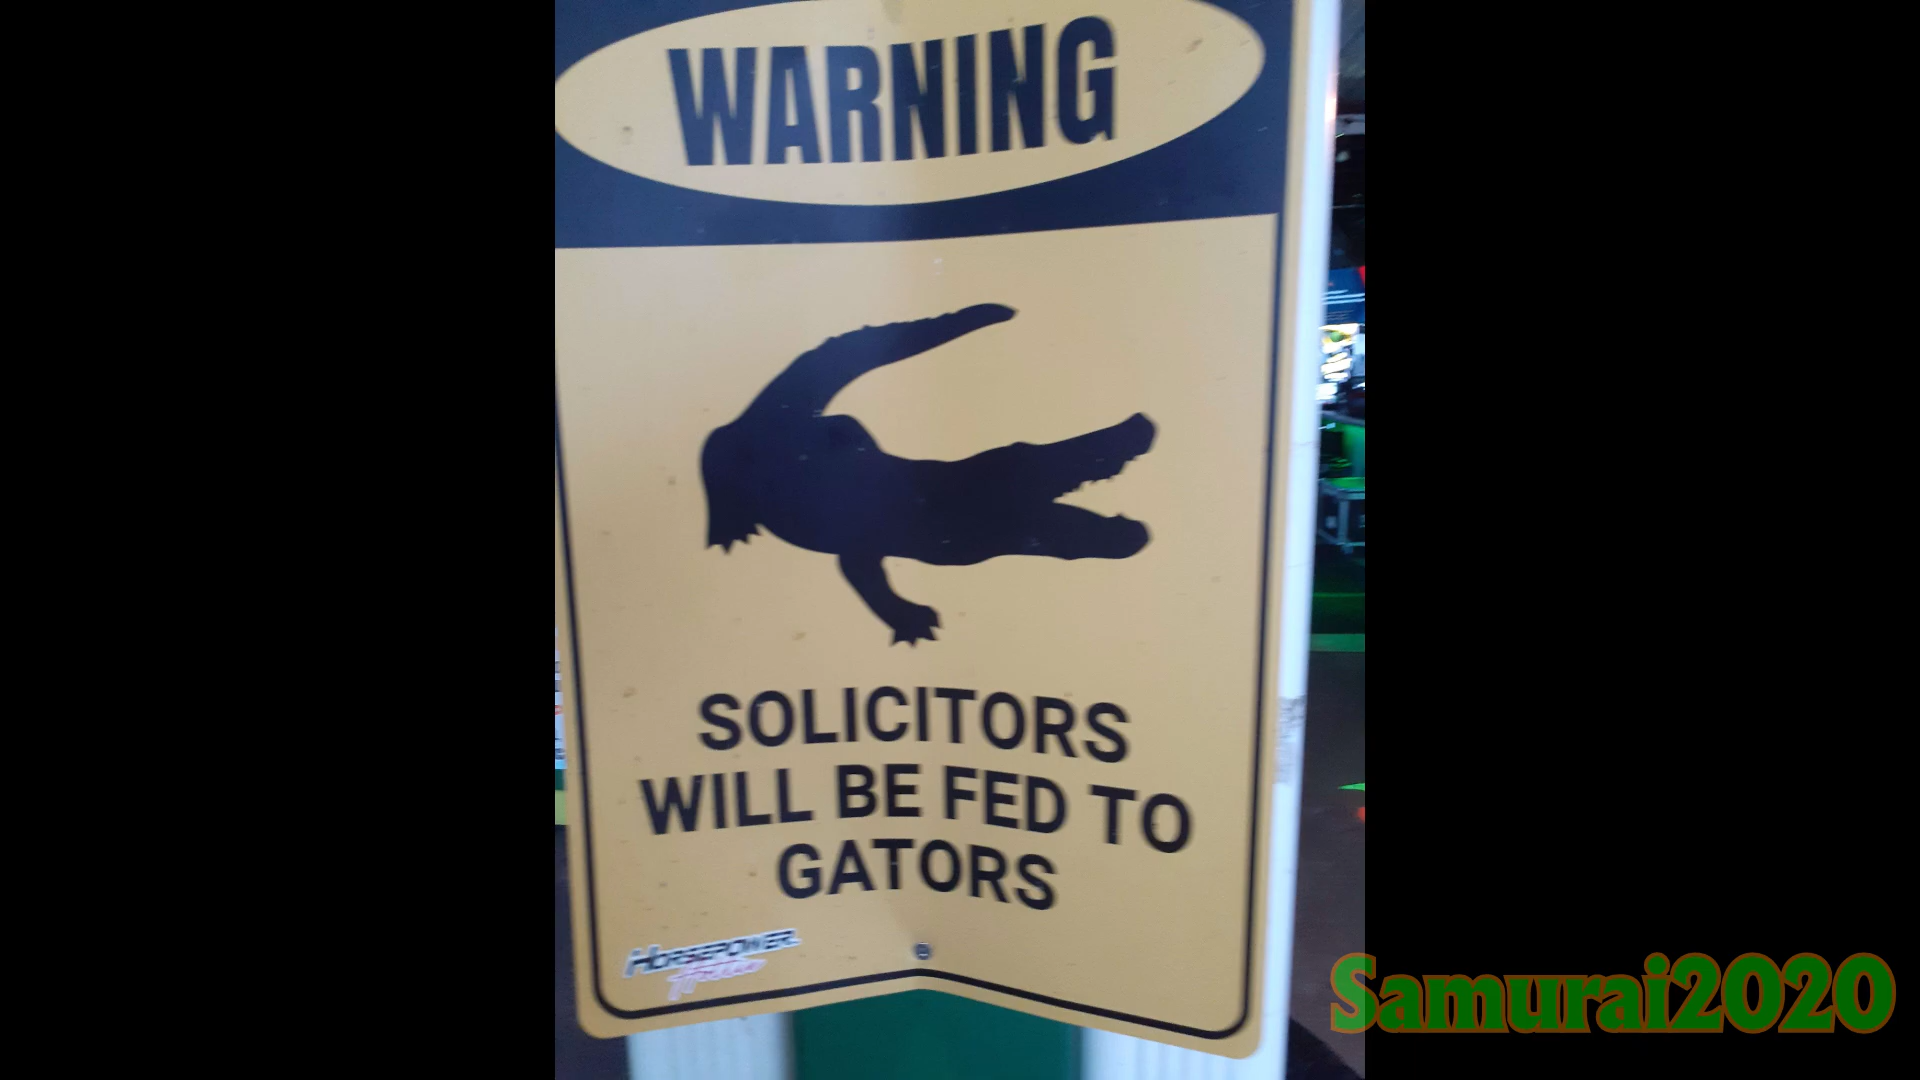 WARNING
SOLICITORS
WILL BE FED TO
GATORS
HORSEPOWER
Samurai2020